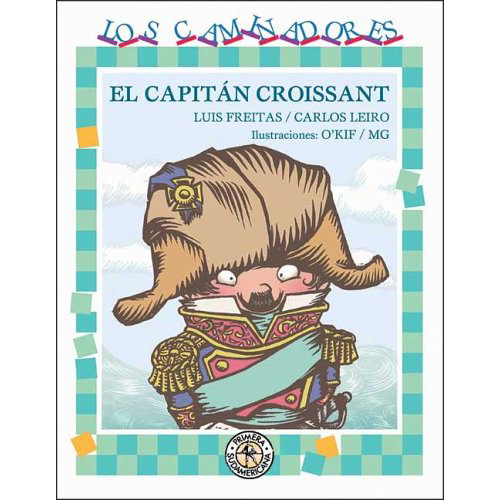 LOS CAMINADORES
EL CAPITÁN CROISSANT
LUIS FREITAS / CARLOS LEIRO
Ilustraciones: O'KIF / MG
PRIMERA
SUDAMERICANA